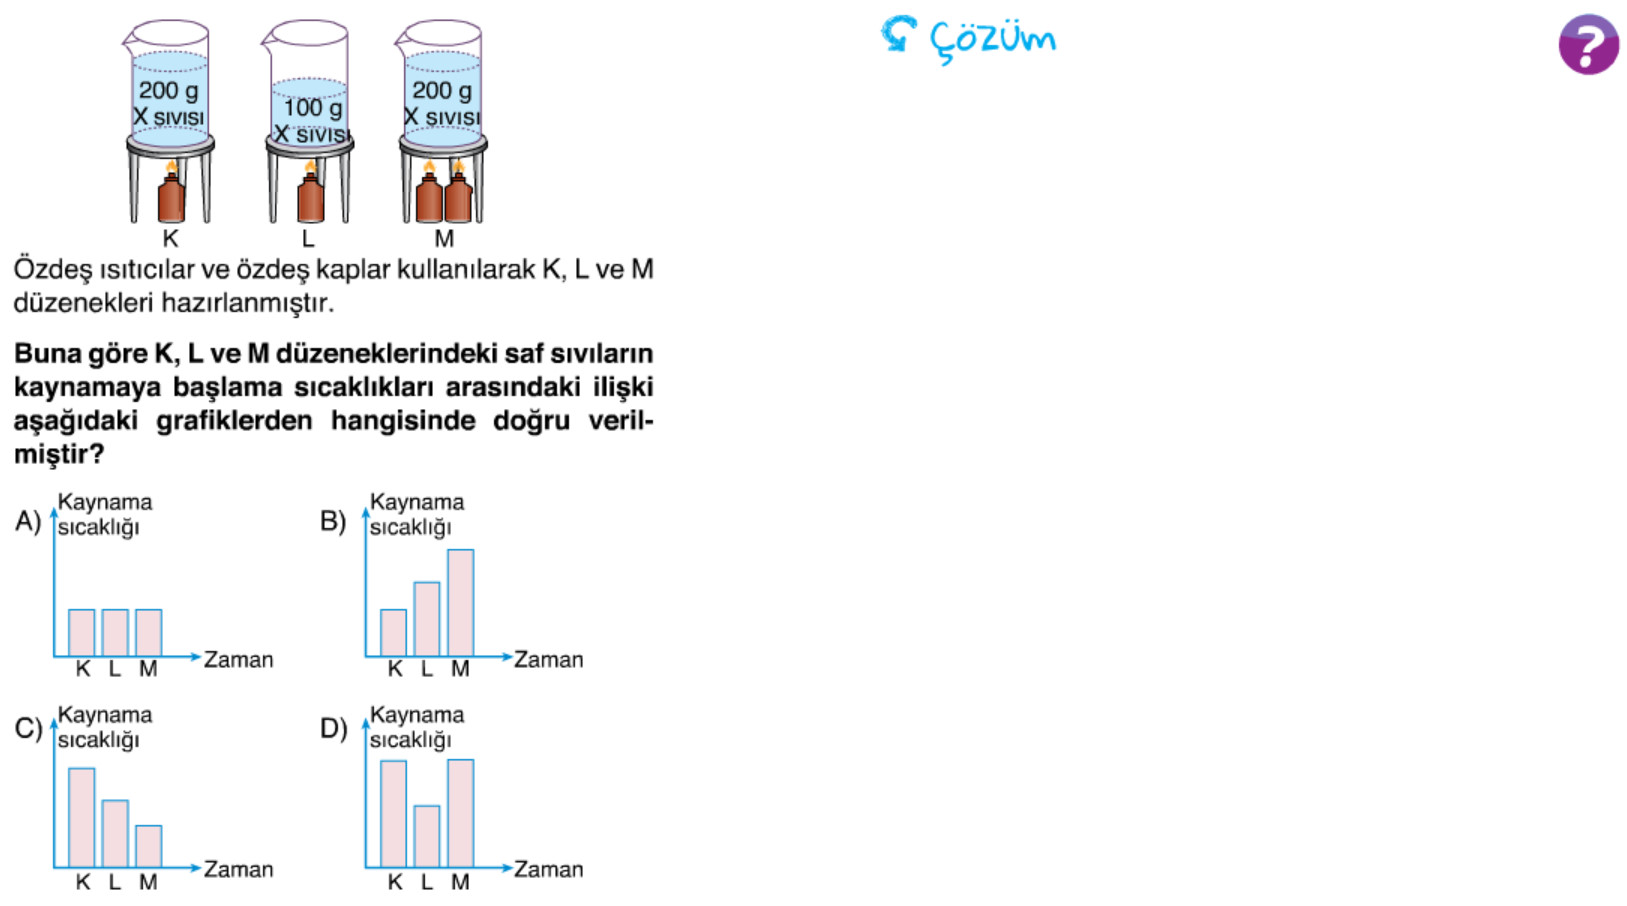 Çözüm
?
200 g
X sıvısı
100 g
X sıvısı
200 g
X sıvısı
K
L
M
Özdeş ısıtıcılar ve özdeş kaplar kullanılarak K, L ve M
düzenekleri hazırlanmıştır.
Buna göre K, L ve M düzeneklerindeki saf sıvıların
kaynamaya başlama sıcaklıkları arasındaki ilişki
aşağıdaki grafiklerden hangisinde doğru veril-
miştir?
A)
Kaynama
sıcaklığı
K L M
Zaman
B)
Kaynama
sıcaklığı
K L M
Zaman
C)
Kaynama
sıcaklığı
K L M
Zaman
D)
Kaynama
sıcaklığı
K L M
Zaman